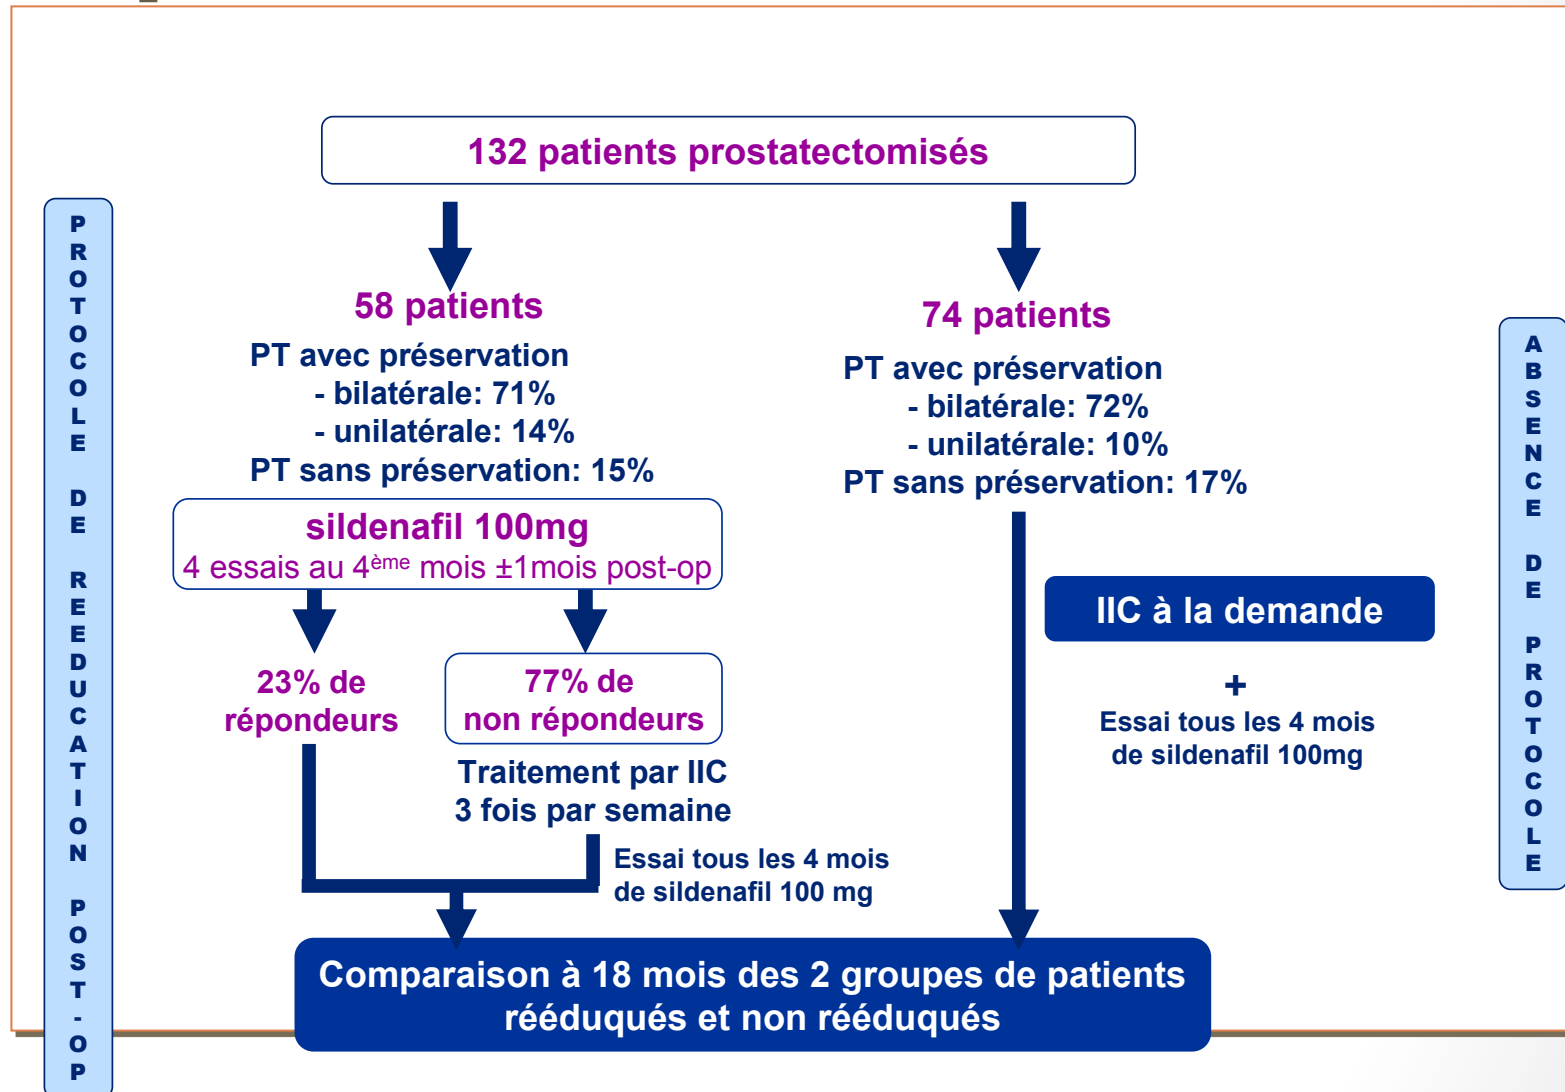 132 patients prostatectomisés
PROTOCOLE DE REEDUCATION POST-OP
58 patients
PT avec préservation
- bilatérale: 71%
- unilatérale: 14%
PT sans préservation: 15%
sildenafil 100mg
4 essais au 4ème mois ±1mois post-op
23% de
répondeurs
77% de
non répondeurs
Traitement par IIC
3 fois par semaine
Essai tous les 4 mois
de sildenafil 100 mg
74 patients
PT avec préservation
- bilatérale: 72%
- unilatérale: 10%
PT sans préservation: 17%
IIC à la demande
+
Essai tous les 4 mois
de sildenafil 100mg
ABSENCE DE PROTOCOLE
Comparaison à 18 mois des 2 groupes de patients
rééduqués et non rééduqués